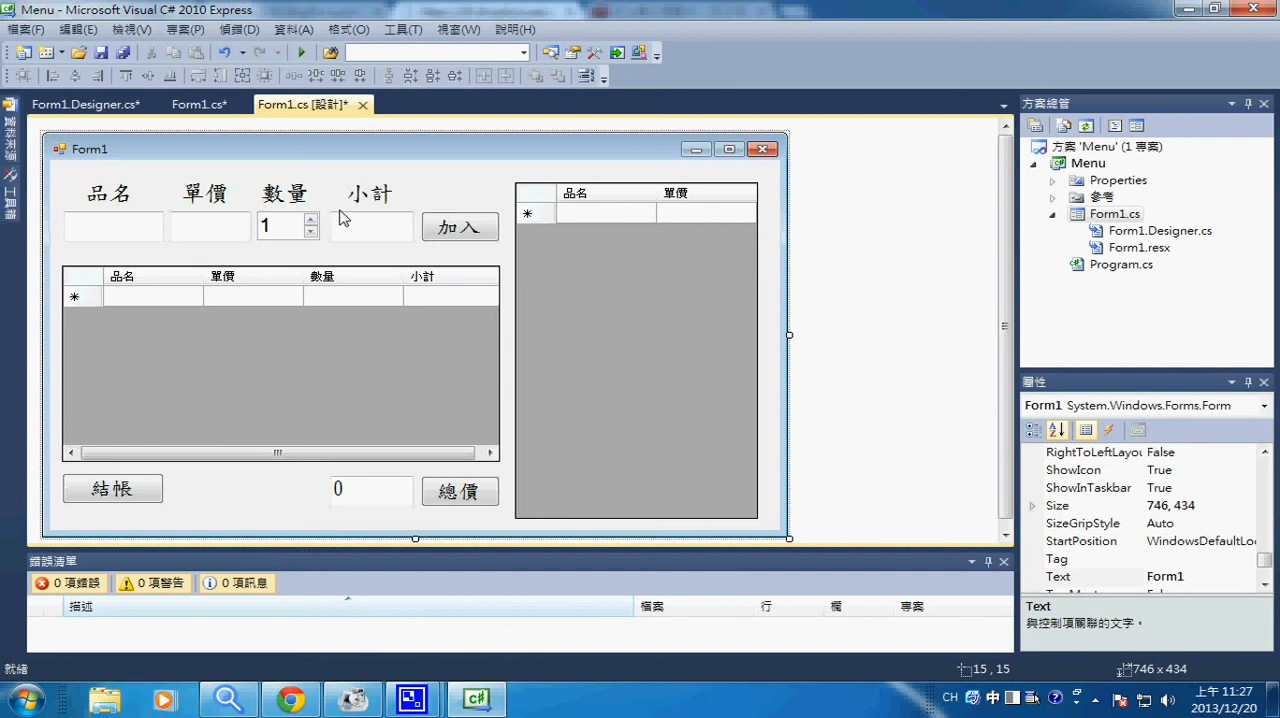 Menu - Microsoft Visual C# 2010 Express
檔案(F) 編輯(E) 檢視(V) 專案(P) 偵錯(D) 資料(A) 格式(O) 工具(T) 視窗(W) 說明(H)
Form1.Designer.cs* Form1.cs* Form1.cs [設計]*
資料來源
工具箱
Form1
品名 單價 數量 小計
1 加入
品名 單價 數量 小計
品名 單價
結帳 0 總價
錯誤清單
0 項錯誤 0 項警告 0 項訊息
描述 檔案 行 欄 專案
方案總管
方案 'Menu' (1 專案)
Menu
Properties
參考
Form1.cs
Form1.Designer.cs
Form1.resx
Program.cs
屬性
Form1 System.Windows.Forms.Form
RightToLeftLayou False
ShowIcon True
ShowInTaskbar True
Size 746, 434
SizeGripStyle Auto
StartPosition WindowsDefaultLo
Tag
Text Form1
Text
與控制項關聯的文字。
就緒 15 , 15 746 x 434
CH 中 上午 11:27
2013/12/20